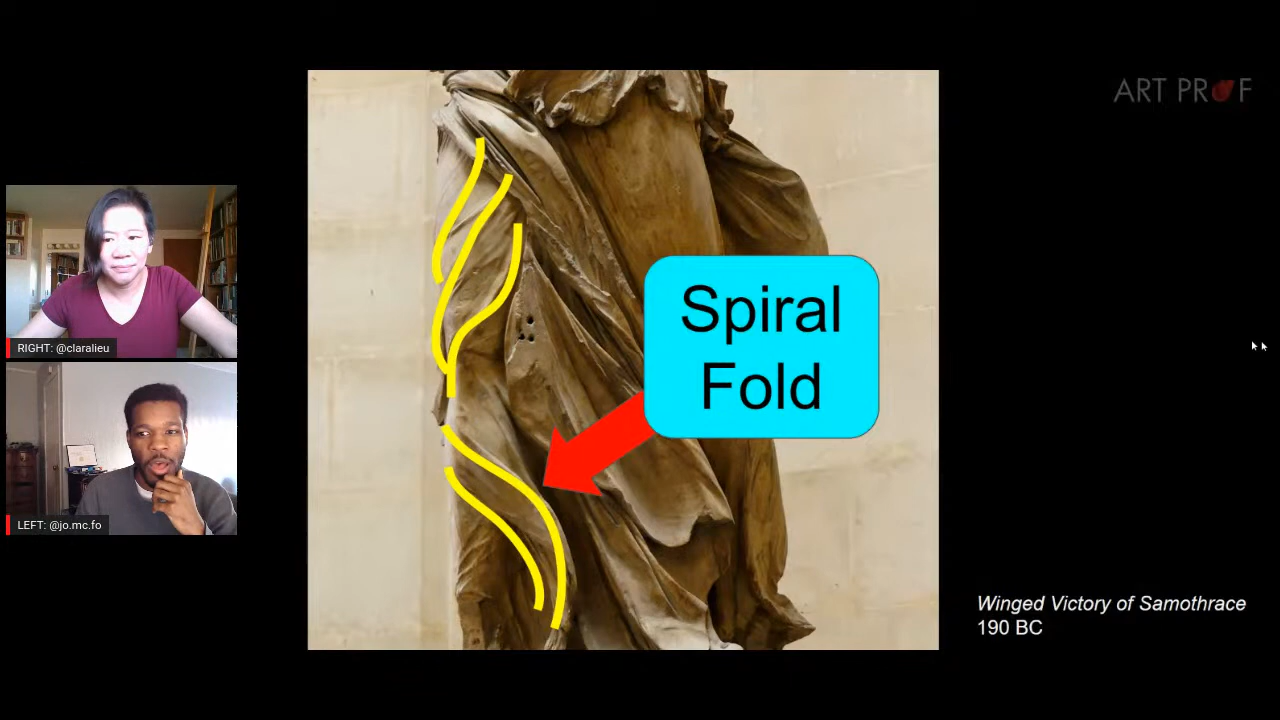 ART PROF
RIGHT: @claralieu
LEFT: @jo.mc.fo
Spiral
Fold
Winged Victory of Samothrace
190 BC